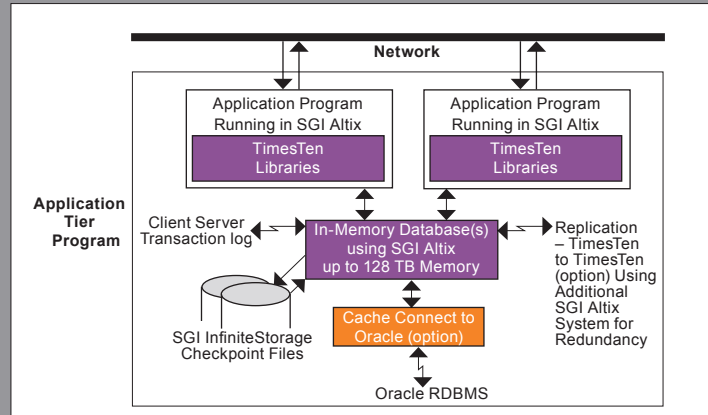 Network
Application Program
Running in SGI Altix
TimesTen
Libraries
Application Program
Running in SGI Altix
TimesTen
Libraries
Application
Tier
Program
Client Server
Transaction log
In-Memory Database(s)
using SGI Altix
up to 128 TB Memory
Replication
– TimesTen
to TimesTen
(option) Using
Additional
SGI Altix
System for
Redundancy
SGI InfiniteStorage
Checkpoint Files
Cache Connect to
Oracle (option)
Oracle RDBMS